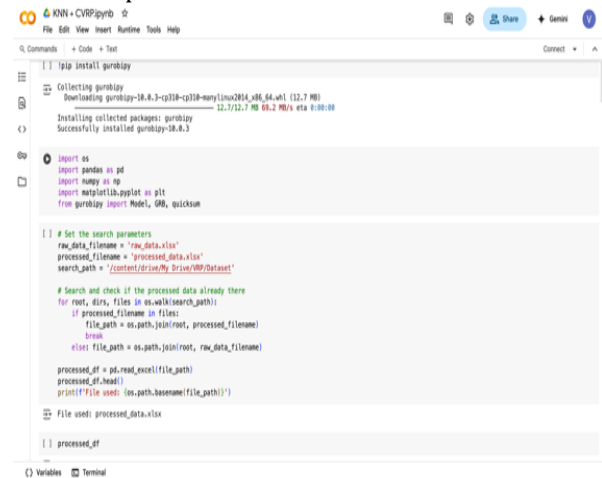 KNN + CVRP.ipynb
File Edit View Insert Runtime Tools Help
Share
Gemini
V
Commands + Code + Text
Connect
[ ] !pip install gurobipy
Collecting gurobipy
Downloading gurobipy-10.0.3-cp310-cp310-manylinux2014_x86_64.whl (12.7 MB)
12.7/12.7 MB 69.2 MB/s eta 0:00:00
Installing collected packages: gurobipy
Successfully installed gurobipy-10.0.3
import os
import pandas as pd
import numpy as np
import matplotlib.pyplot as plt
from gurobipy import Model, GRB, quicksum
[ ] # Set the search parameters
raw_data_filename = 'raw_data.xlsx'
processed_filename = 'processed_data.xlsx'
search_path = '/content/drive/My Drive/VRP/Dataset'
# Search and check if the processed data already there
for root, dirs, files in os.walk(search_path):
if processed_filename in files:
file_path = os.path.join(root, processed_filename)
break
else: file_path = os.path.join(root, raw_data_filename)
processed_df = pd.read_excel(file_path)
processed_df.head()
print(f'File used: {os.path.basename(file_path)}')
File used: processed_data.xlsx
[ ] processed_df
Variables Terminal